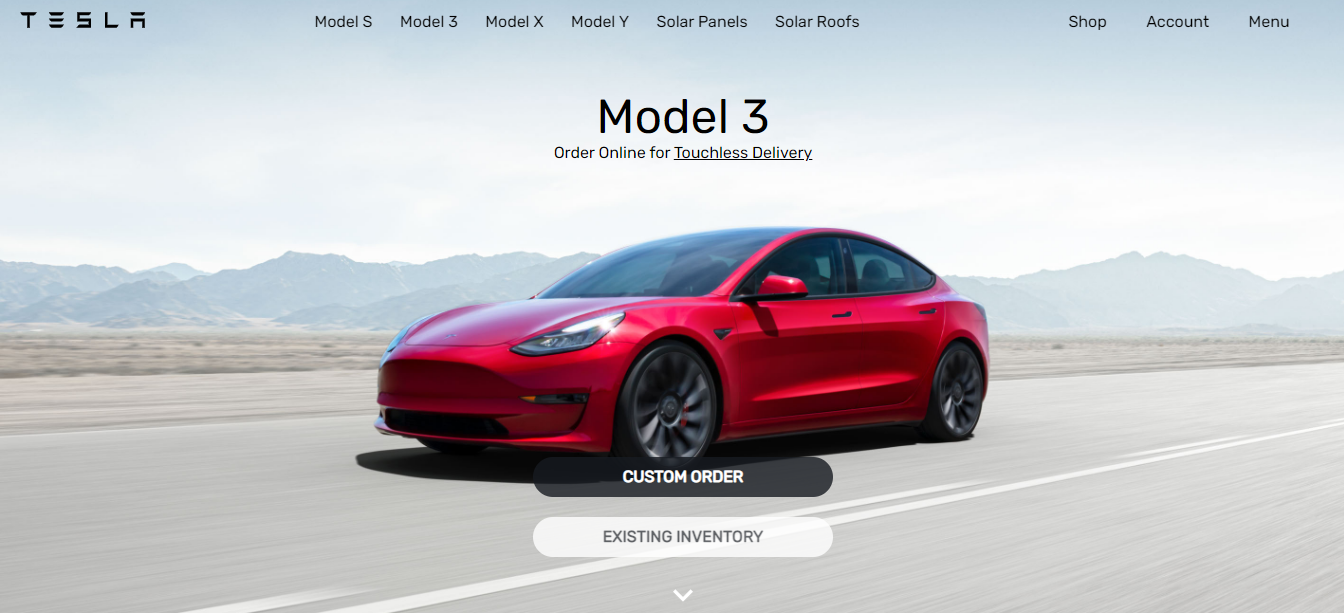 TESLA Model S Model 3 Model X Model Y Solar Panels Solar Roofs Shop Account Menu
Model 3
Order Online for Touchless Delivery
CUSTOM ORDER
EXISTING INVENTORY